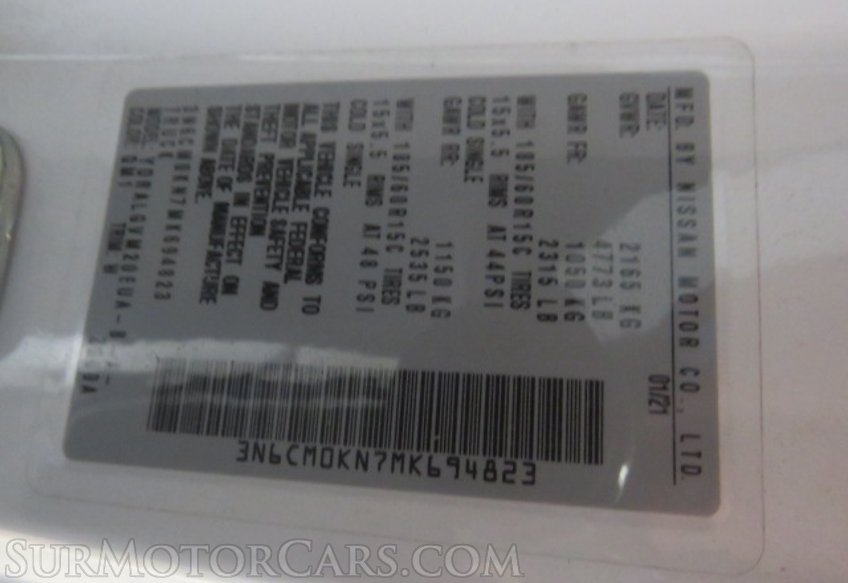 MFD. BY NISSAN MOTOR CO., LTD.
DATE: 01/21
GVWR: 2165 KG
4773 LB
GAWR FR: 1050 KG
2315 LB
WITH 185/60R15C TIRES
15x5.5 RIMS AT 44PSI
COLD SINGLE
GAWR RR: 1150 KG
2535 LB
WITH 185/60R15C TIRES
15x5.5 RIMS AT 48 PSI
COLD SINGLE
THIS VEHICLE CONFORMS TO
ALL APPLICABLE FEDERAL
MOTOR VEHICLE SAFETY AND
THEFT PREVENTION
STANDARDS IN EFFECT ON
THE DATE OF MANUFACTURE
SHOWN ABOVE.
3N6CM0KN7MK694823
TRUCK
MODEL
COLOR: QM1 TRIM: W
3N6CM0KN7MK694823
SURMOTORCARS.COM